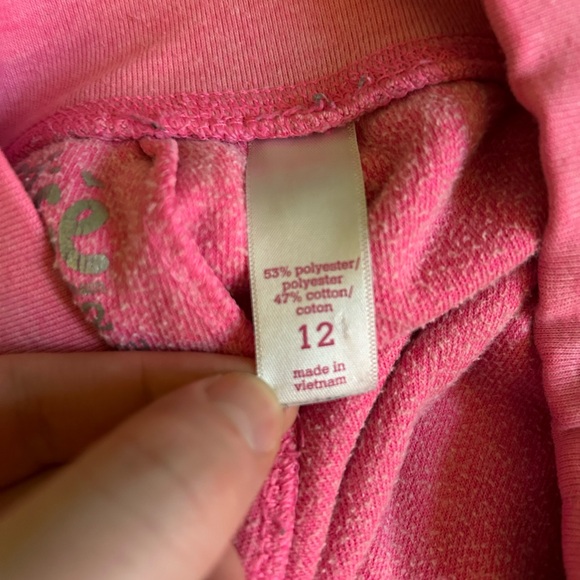 53% polyester/
polyester
47% cotton/
coton
12
made in
vietnam